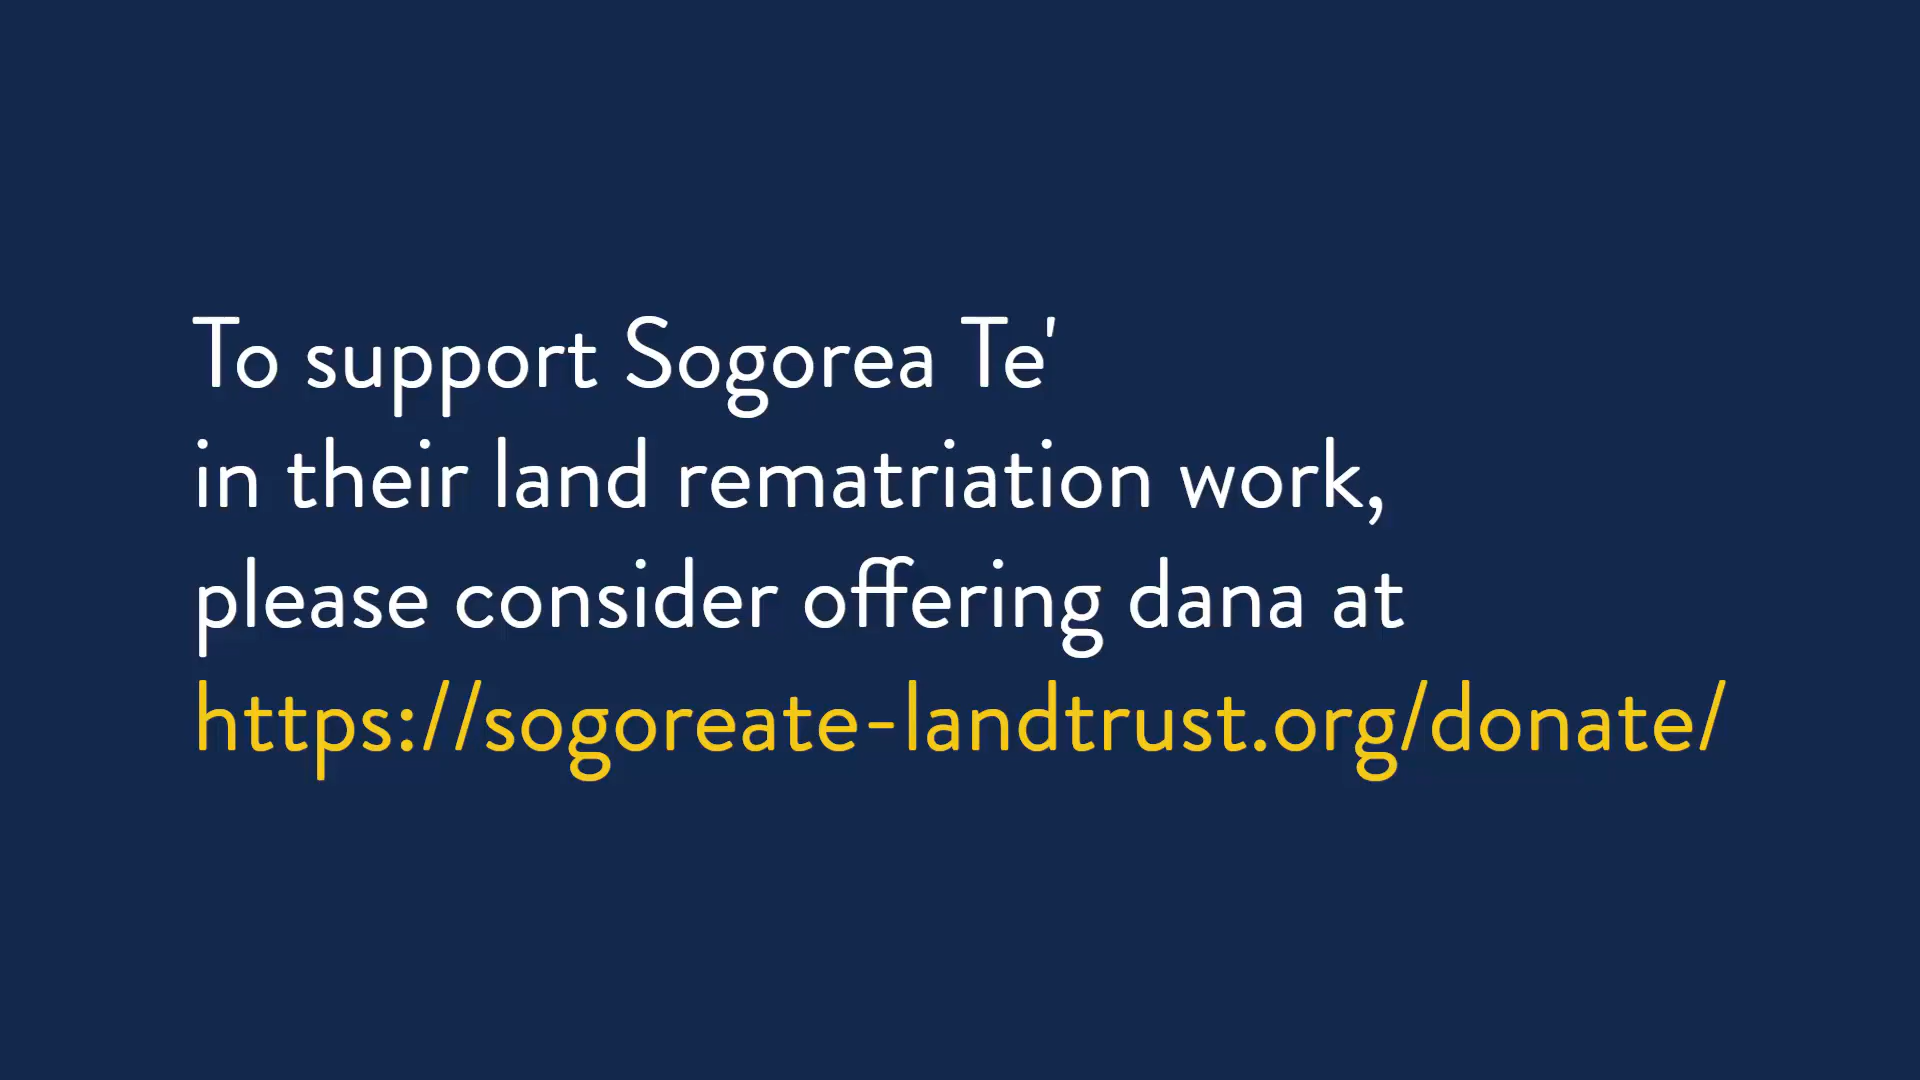 To support Sogorea Te'
in their land rematriation work,
please consider offering dana at
https://sogoreate-landtrust.org/donate/